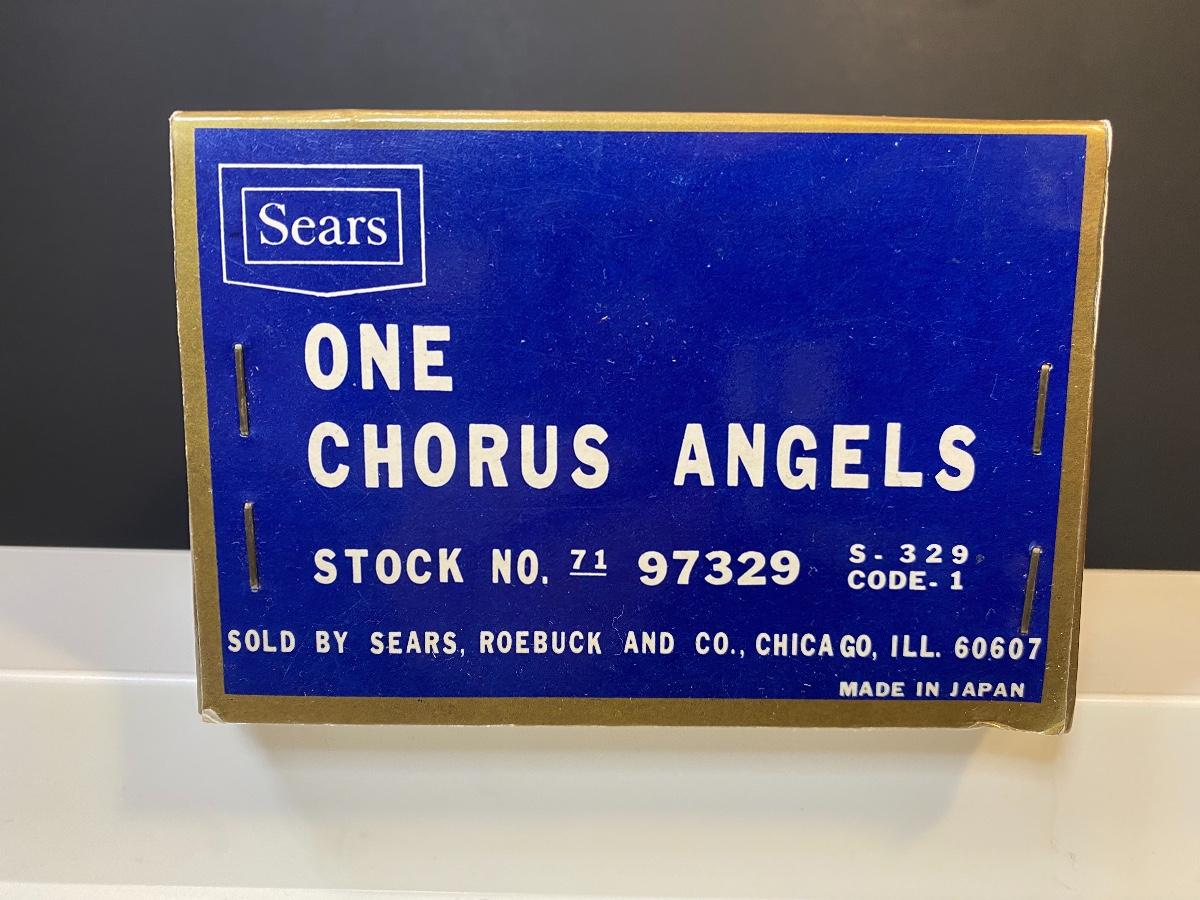 Sears
ONE
CHORUS ANGELS
STOCK NO. 71 97329 S-329
CODE-1
SOLD BY SEARS, ROEBUCK AND CO., CHICAGO, ILL. 60607
MADE IN JAPAN